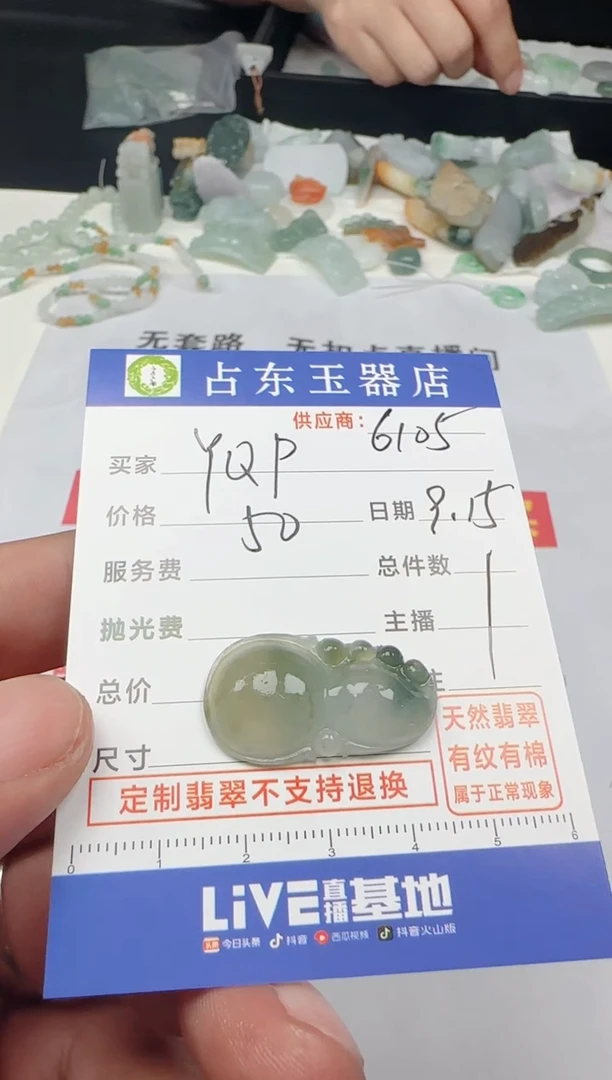 无套路 无
直播间
占东玉器店
供应商：6105
买家 YQP
价格 50 日期 9.15
服务费 总件数 1
抛光费 主播
总价
尺寸
天然翡翠
有纹有棉
属于正常现象
定制翡翠不支持退换
0 1 2 3 4 5 6
LiVE直播基地
头条 今日头条 抖音 西瓜视频 抖音火山版